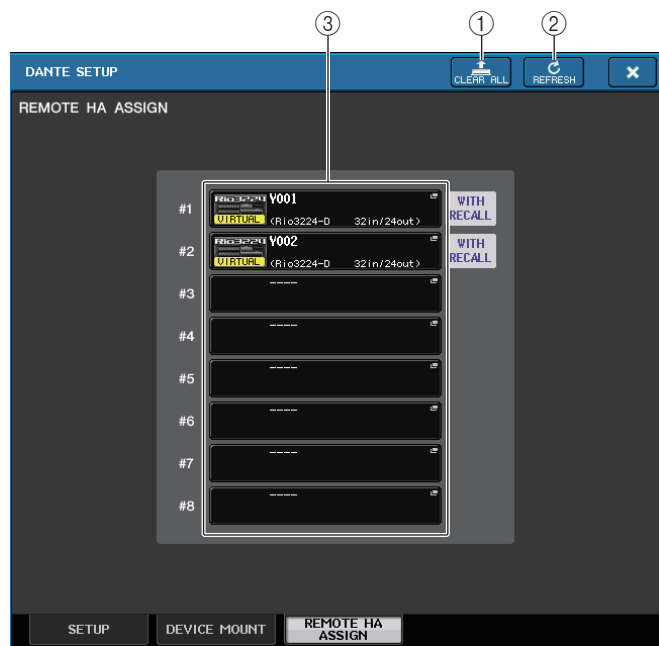 ③ ① ②
DANTE SETUP
CLEAR ALL
REFRESH
×
REMOTE HA ASSIGN
#1
Rio3224
VIRTUAL
Y001
(Rio3224-D 32in/24out)
WITH
RECALL
#2
Rio3224
VIRTUAL
Y002
(Rio3224-D 32in/24out)
WITH
RECALL
#3 ----
#4 ----
#5 ----
#6 ----
#7 ----
#8 ----
SETUP
DEVICE MOUNT
REMOTE HA
ASSIGN